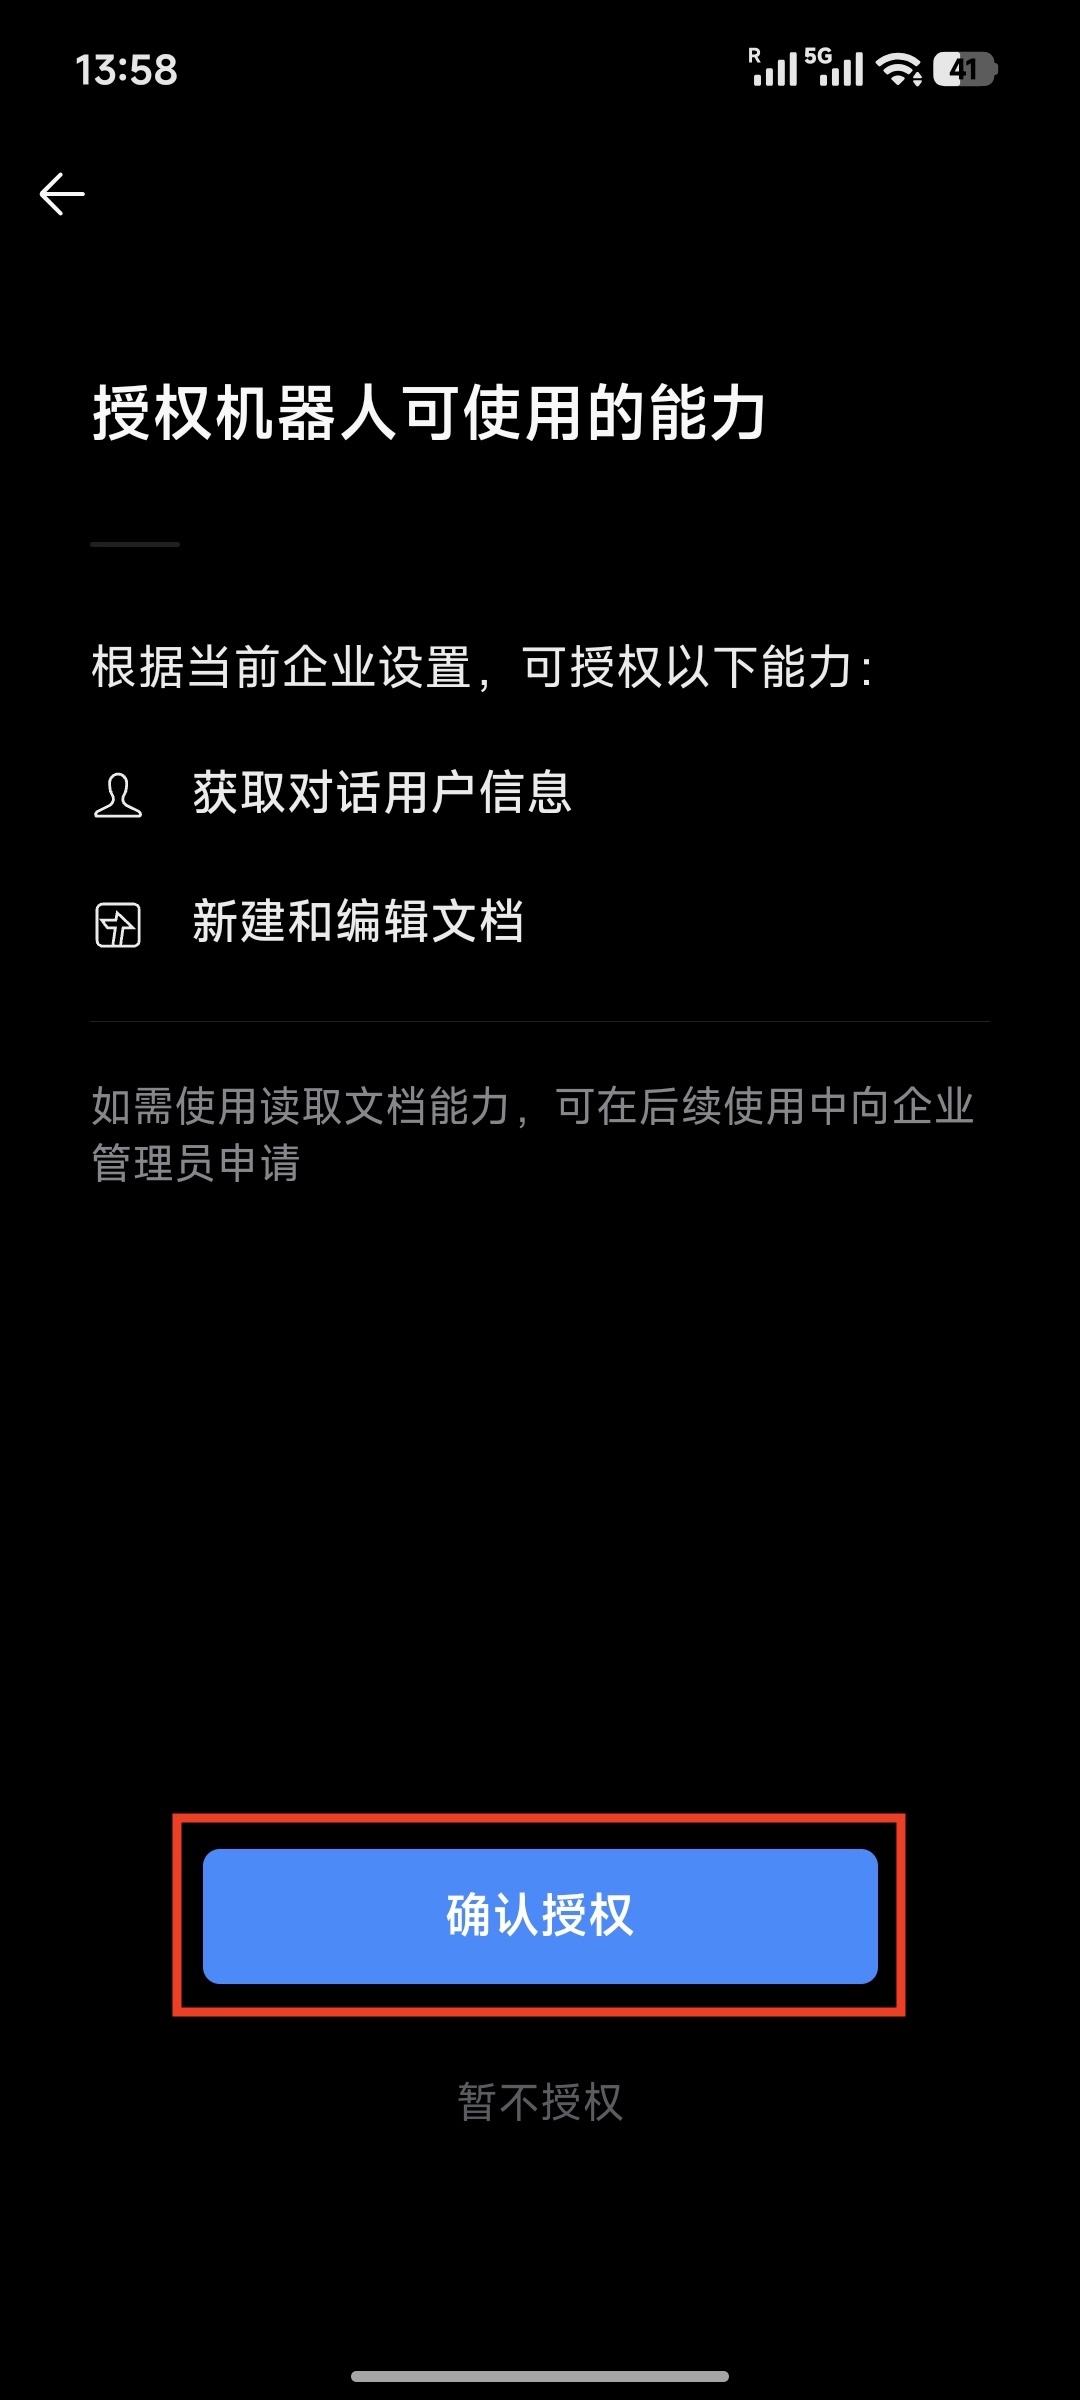 13:58
R 5G 41
授权机器人可使用的能力
根据当前企业设置，可授权以下能力：
获取对话用户信息
新建和编辑文档
如需使用读取文档能力，可在后续使用中向企业
管理员申请
确认授权
暂不授权